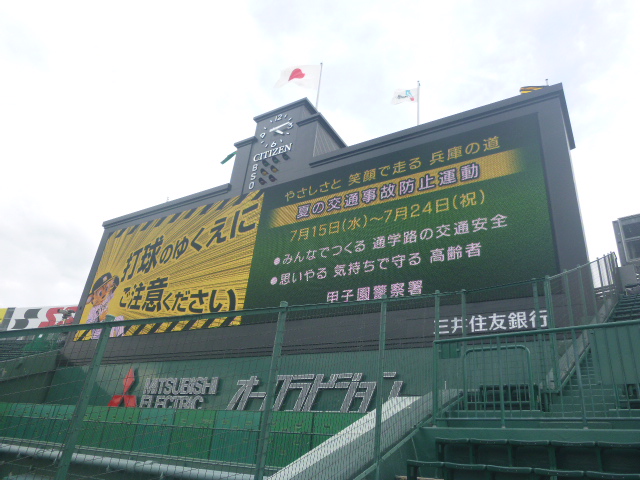 12
3
6
9
CITIZEN
BSO
打球のゆくえに
ご注意ください
やさしさと 笑顔で走る 兵庫の道
夏の交通事故防止運動
7月15日(水)～7月24日(祝)
●みんなでつくる 通学路の交通安全
●思いやる 気持ちで守る 高齢者
甲子園警察署
三井住友銀行
MITSUBISHI
ELECTRIC
オーロラビジョン